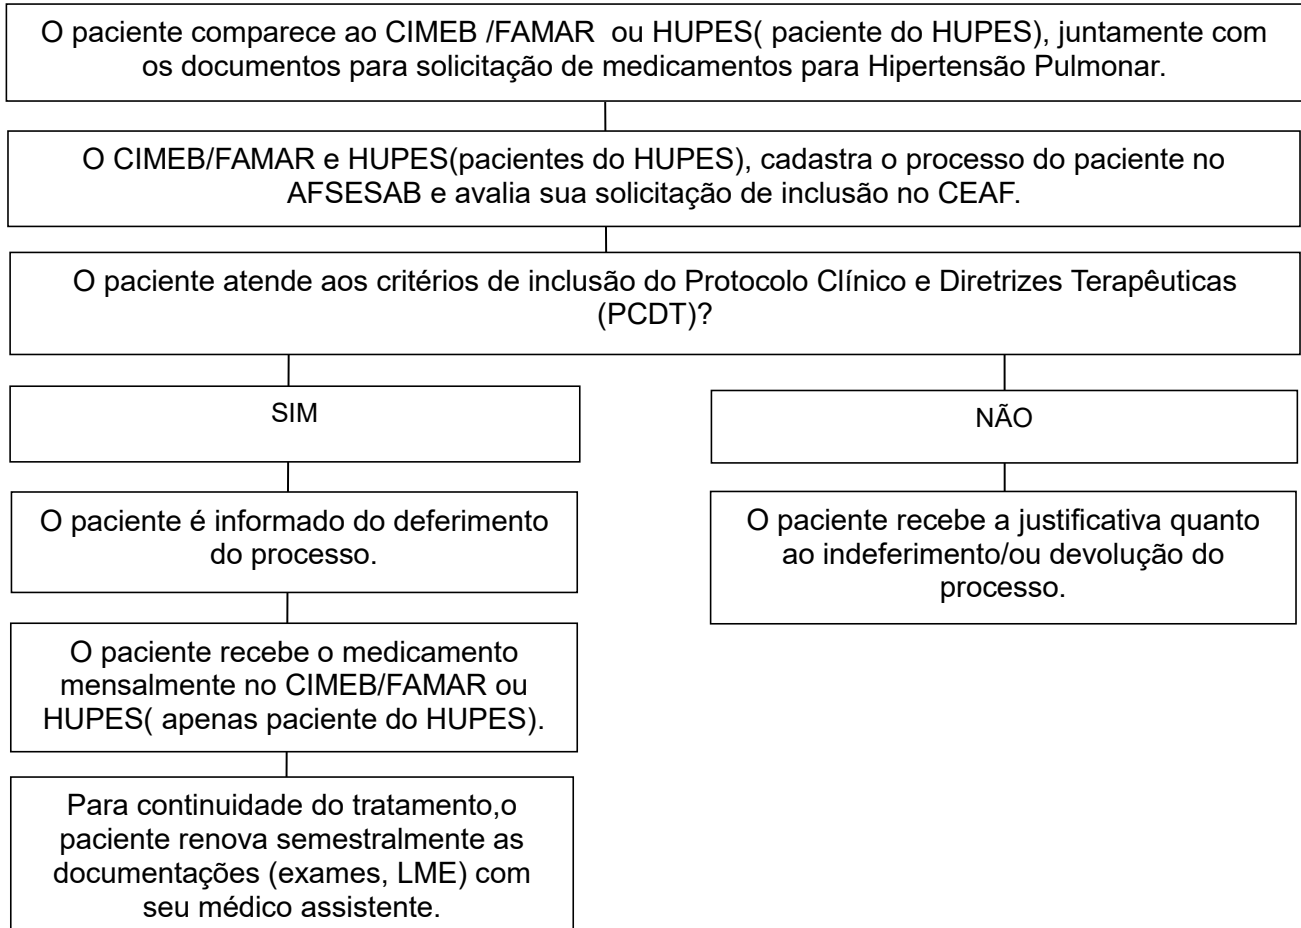 O paciente comparece ao CIMEB /FAMAR  ou HUPES( paciente do HUPES), juntamente com
os documentos para solicitação de medicamentos para Hipertensão Pulmonar.
O CIMEB/FAMAR e HUPES(pacientes do HUPES), cadastra o processo do paciente no
AFSESAB e avalia sua solicitação de inclusão no CEAF.
O paciente atende aos critérios de inclusão do Protocolo Clínico e Diretrizes Terapêuticas
(PCDT)?
SIM
O paciente é informado do deferimento
do processo.
O paciente recebe o medicamento
mensalmente no CIMEB/FAMAR ou
HUPES( apenas paciente do HUPES).
Para continuidade do tratamento,o
paciente renova semestralmente as
documentações (exames, LME) com
seu médico assistente.
NÃO
O paciente recebe a justificativa quanto
ao indeferimento/ou devolução do
processo.